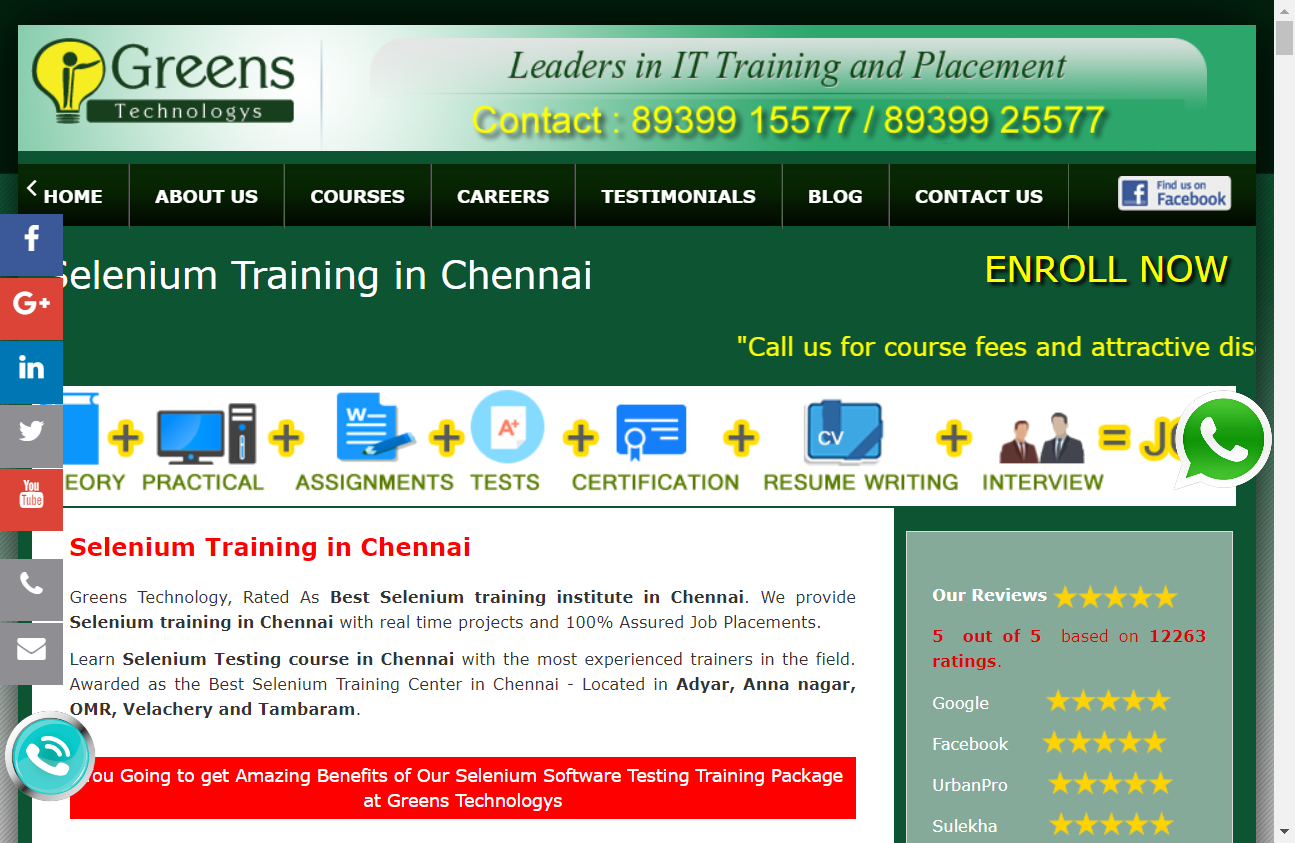 Greens
Technologys
Leaders in IT Training and Placement
Contact : 89399 15577 / 89399 25577
HOME
ABOUT US
COURSES
CAREERS
TESTIMONIALS
BLOG
CONTACT US
Find us on
Facebook
Selenium Training in Chennai
ENROLL NOW
"Call us for course fees and attractive dis
W
A+
CV
EORY PRACTICAL ASSIGNMENTS TESTS CERTIFICATION RESUME WRITING INTERVIEW
G+
in
You
Tube
Selenium Training in Chennai
Greens Technology, Rated As Best Selenium training institute in Chennai. We provide
Selenium training in Chennai with real time projects and 100% Assured Job Placements.
Learn Selenium Testing course in Chennai with the most experienced trainers in the field.
Awarded as the Best Selenium Training Center in Chennai - Located in Adyar, Anna nagar,
OMR, Velachery and Tambaram.
You Going to get Amazing Benefits of Our Selenium Software Testing Training Package
at Greens Technologys
Our Reviews
5 out of 5 based on 12263
ratings.
Google
Facebook
UrbanPro
Sulekha